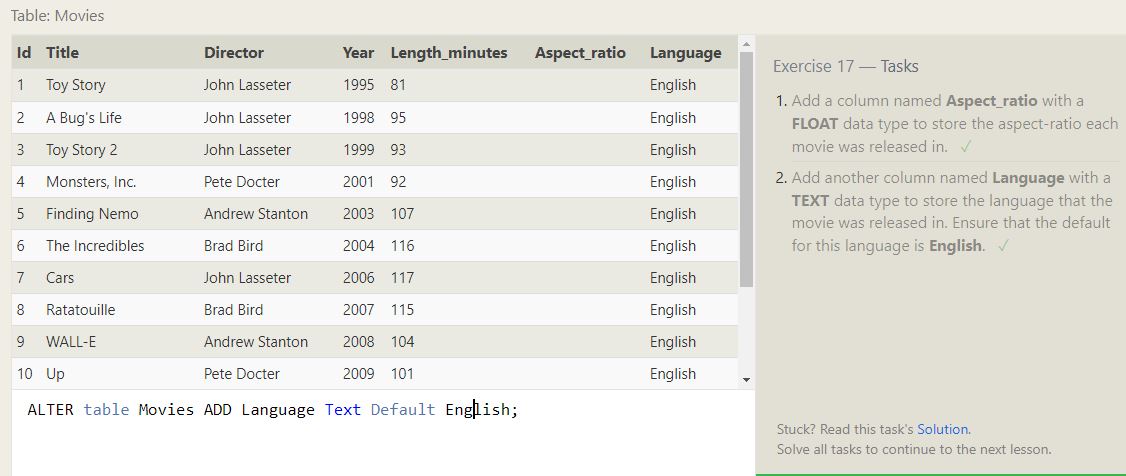 Table: Movies
Id Title Director Year Length_minutes Aspect_ratio Language
1 Toy Story John Lasseter 1995 81 English
2 A Bug's Life John Lasseter 1998 95 English
3 Toy Story 2 John Lasseter 1999 93 English
4 Monsters, Inc. Pete Docter 2001 92 English
5 Finding Nemo Andrew Stanton 2003 107 English
6 The Incredibles Brad Bird 2004 116 English
7 Cars John Lasseter 2006 117 English
8 Ratatouille Brad Bird 2007 115 English
9 WALL-E Andrew Stanton 2008 104 English
10 Up Pete Docter 2009 101 English
ALTER table Movies ADD Language Text Default English;
Exercise 17 — Tasks
1. Add a column named Aspect_ratio with a
FLOAT data type to store the aspect-ratio each
movie was released in. ✓
2. Add another column named Language with a
TEXT data type to store the language that the
movie was released in. Ensure that the default
for this language is English. ✓
Stuck? Read this task's Solution.
Solve all tasks to continue to the next lesson.